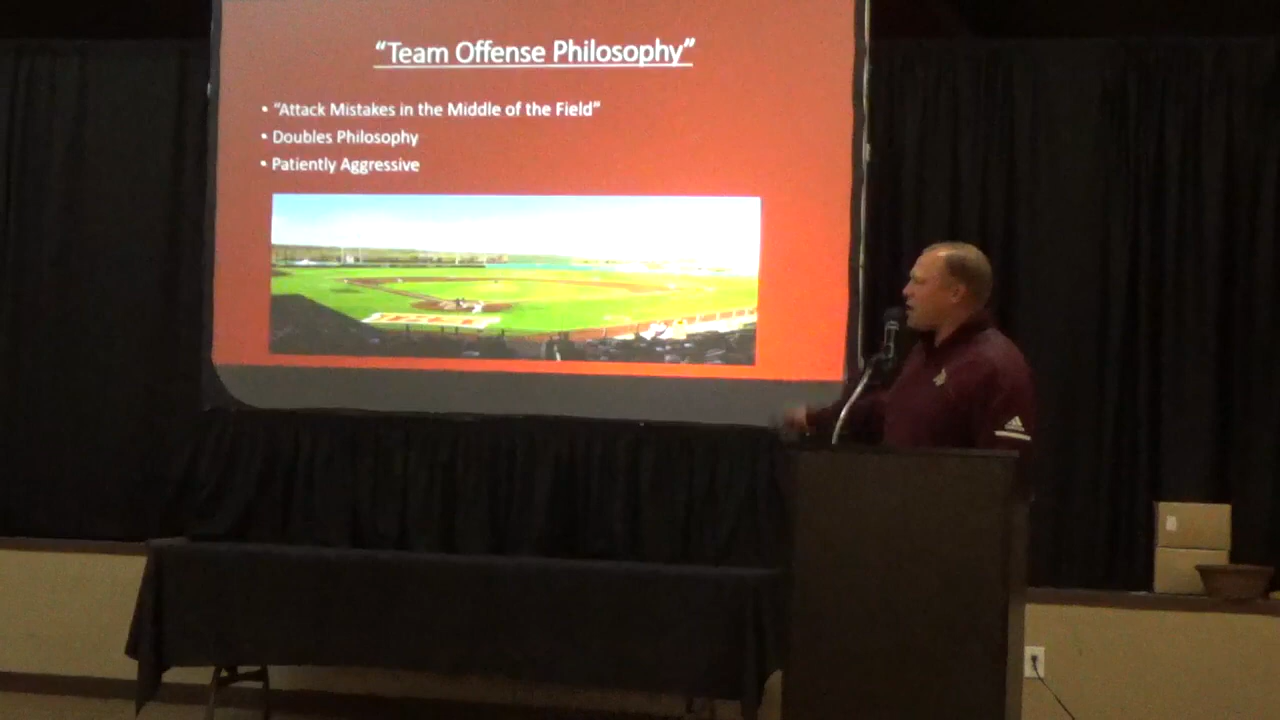 “Team Offense Philosophy”
• “Attack Mistakes in the Middle of the Field”
• Doubles Philosophy
• Patiently Aggressive